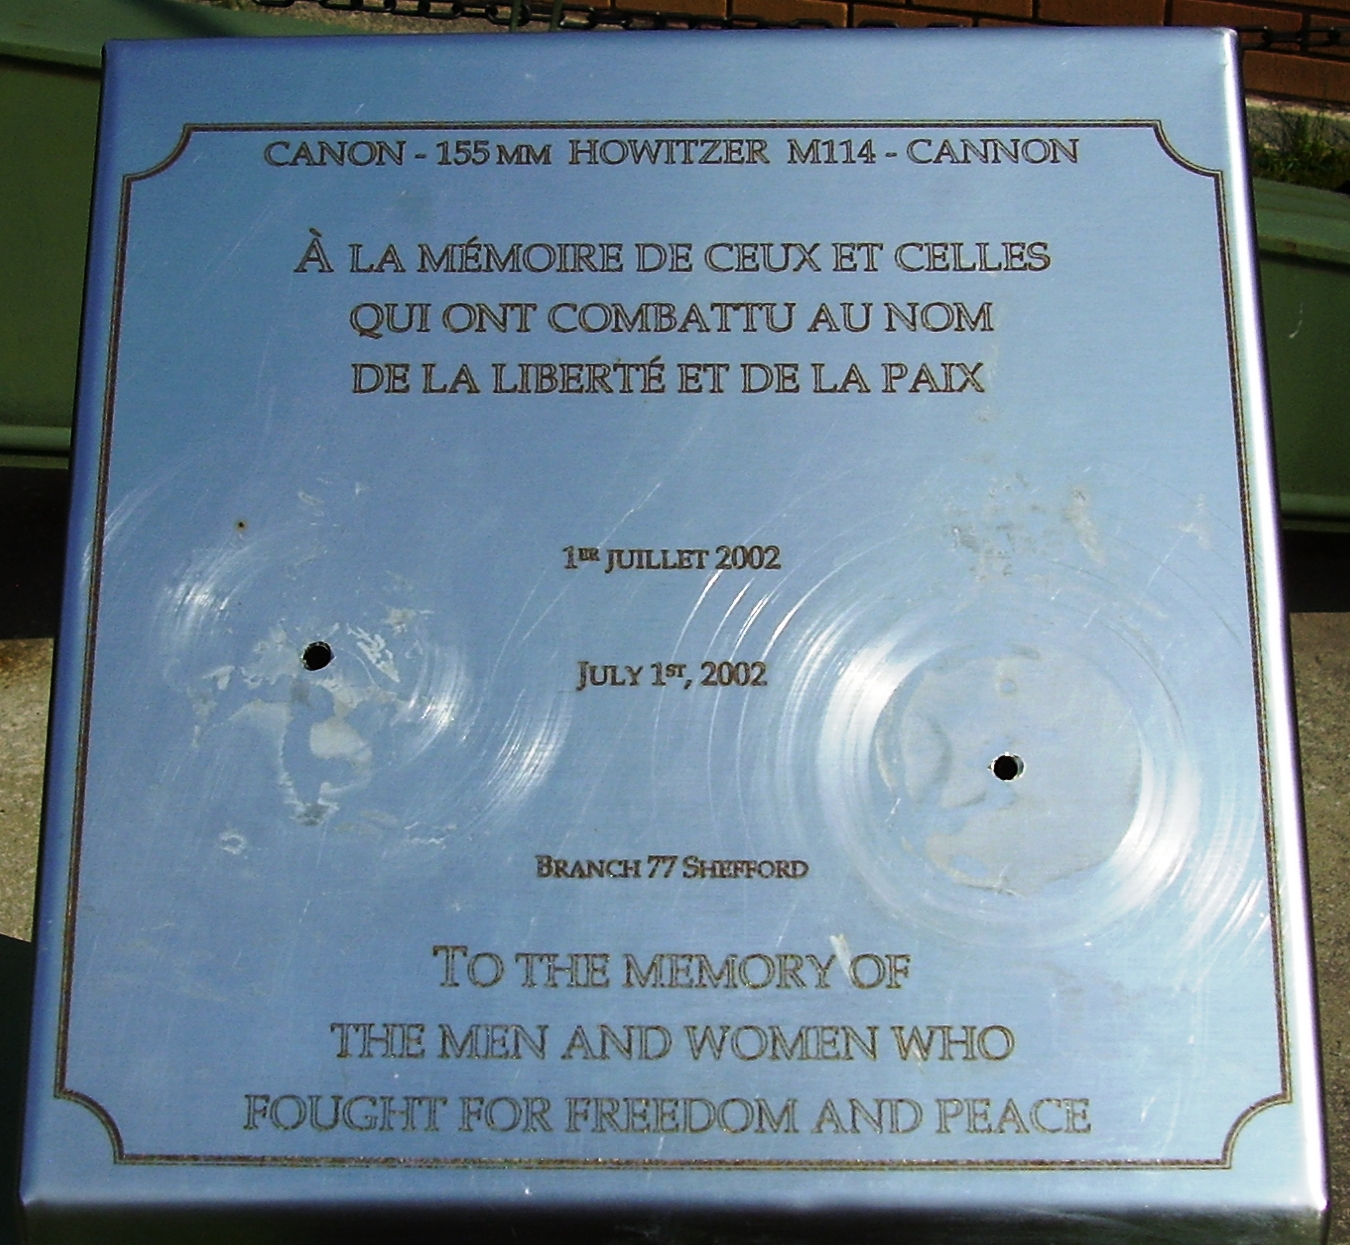 CANON - 155 MM HOWITZER M114 - CANNON
À LA MÉMOIRE DE CEUX ET CELLES
QUI ONT COMBATTU AU NOM
DE LA LIBERTÉ ET DE LA PAIX
1ER JUILLET 2002
JULY 1ST, 2002
BRANCH 77 SHEFFORD
TO THE MEMORY OF
THE MEN AND WOMEN WHO
FOUGHT FOR FREEDOM AND PEACE